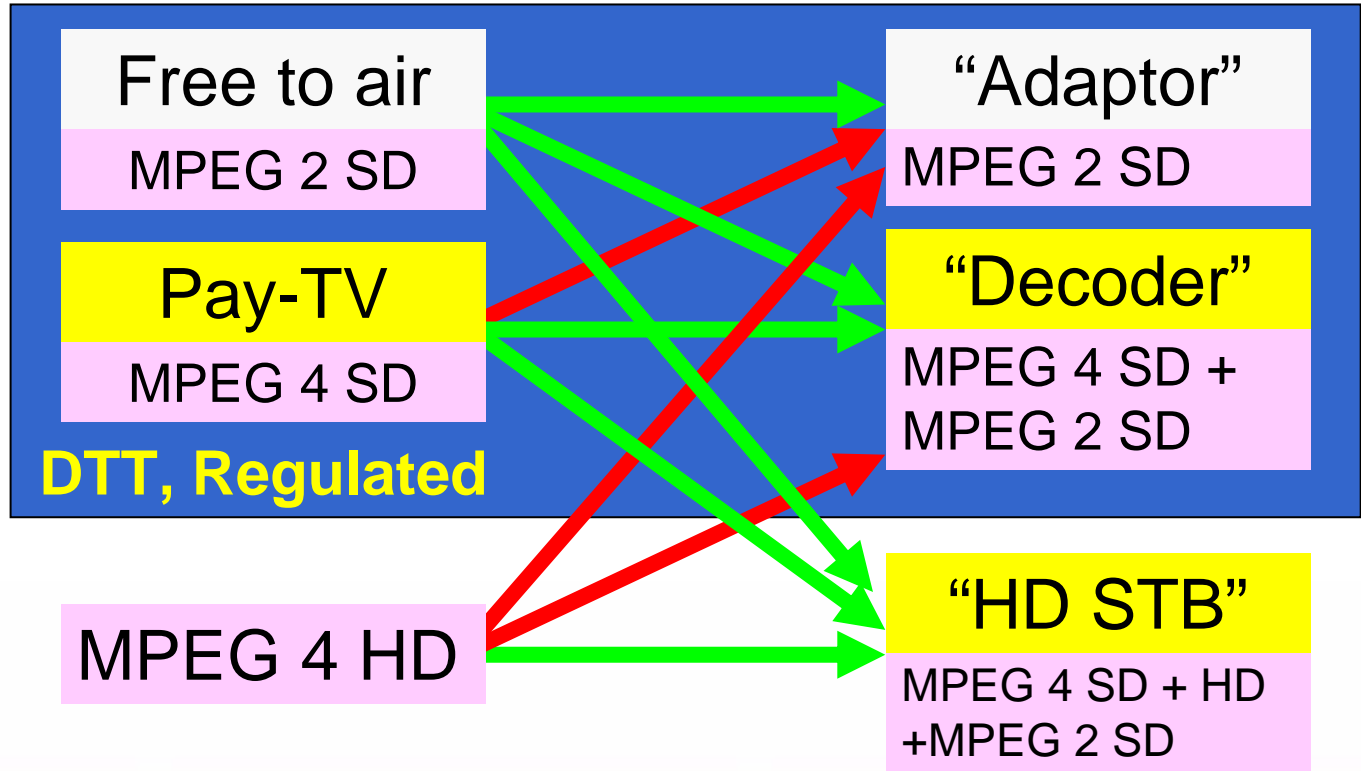 Free to air
MPEG 2 SD
Pay-TV
MPEG 4 SD
DTT, Regulated
MPEG 4 HD
“Adaptor”
MPEG 2 SD
“Decoder”
MPEG 4 SD +
MPEG 2 SD
“HD STB”
MPEG 4 SD + HD
+MPEG 2 SD